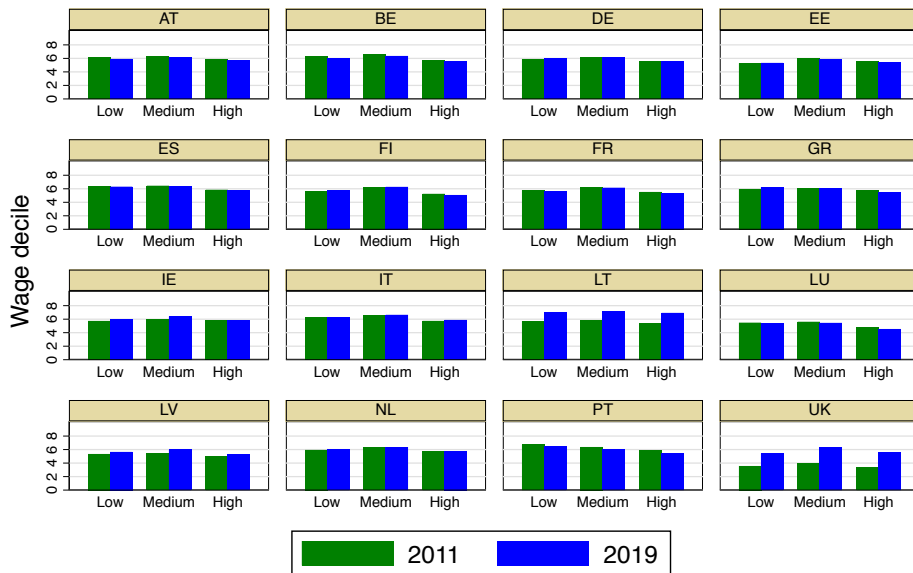 AT BE DE EE
0 2 4 6 8
Low Medium High Low Medium High Low Medium High Low Medium High
ES FI FR GR
0 2 4 6 8
Low Medium High Low Medium High Low Medium High Low Medium High
Wage decile
IE IT LT LU
0 2 4 6 8
Low Medium High Low Medium High Low Medium High Low Medium High
LV NL PT UK
0 2 4 6 8
Low Medium High Low Medium High Low Medium High Low Medium High
2011 2019